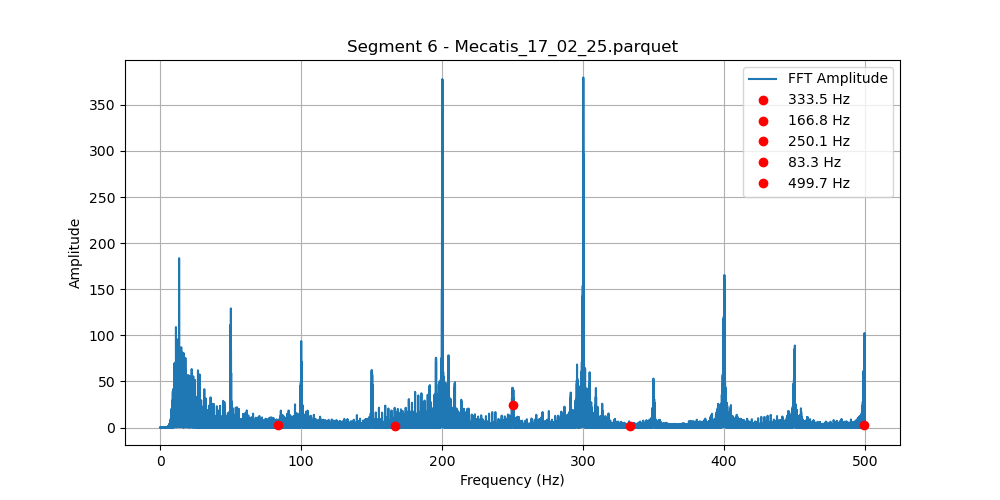 Segment 6 - Mecatis_17_02_25.parquet
FFT Amplitude
333.5 Hz
166.8 Hz
250.1 Hz
83.3 Hz
499.7 Hz
Amplitude
350
300
250
200
150
100
50
0
0 100 200 300 400 500
Frequency (Hz)